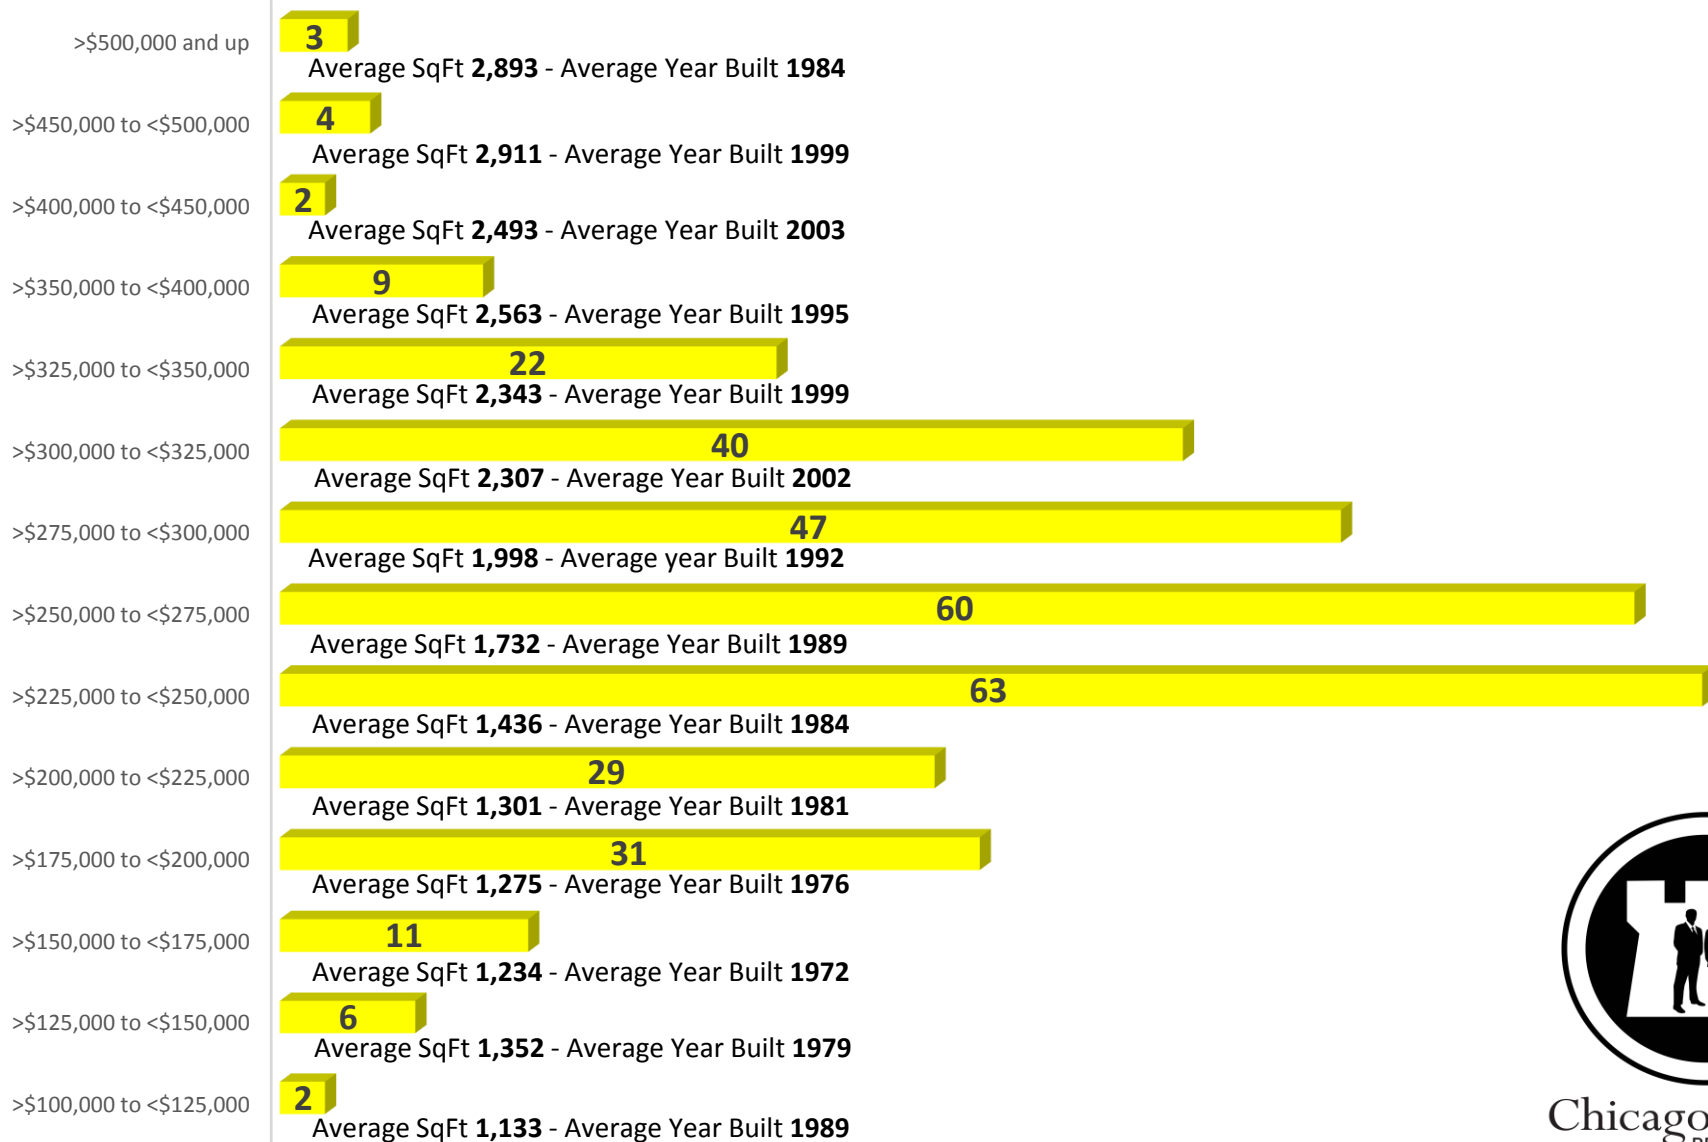 >$500,000 and up
3
Average SqFt 2,893 - Average Year Built 1984
>$450,000 to <$500,000
4
Average SqFt 2,911 - Average Year Built 1999
>$400,000 to <$450,000
2
Average SqFt 2,493 - Average Year Built 2003
>$350,000 to <$400,000
9
Average SqFt 2,563 - Average Year Built 1995
>$325,000 to <$350,000
22
Average SqFt 2,343 - Average Year Built 1999
>$300,000 to <$325,000
40
Average SqFt 2,307 - Average Year Built 2002
>$275,000 to <$300,000
47
Average SqFt 1,998 - Average year Built 1992
>$250,000 to <$275,000
60
Average SqFt 1,732 - Average Year Built 1989
>$225,000 to <$250,000
63
Average SqFt 1,436 - Average Year Built 1984
>$200,000 to <$225,000
29
Average SqFt 1,301 - Average Year Built 1981
>$175,000 to <$200,000
31
Average SqFt 1,275 - Average Year Built 1976
>$150,000 to <$175,000
11
Average SqFt 1,234 - Average Year Built 1972
>$125,000 to <$150,000
6
Average SqFt 1,352 - Average Year Built 1979
>$100,000 to <$125,000
2
Average SqFt 1,133 - Average Year Built 1989
Chicago